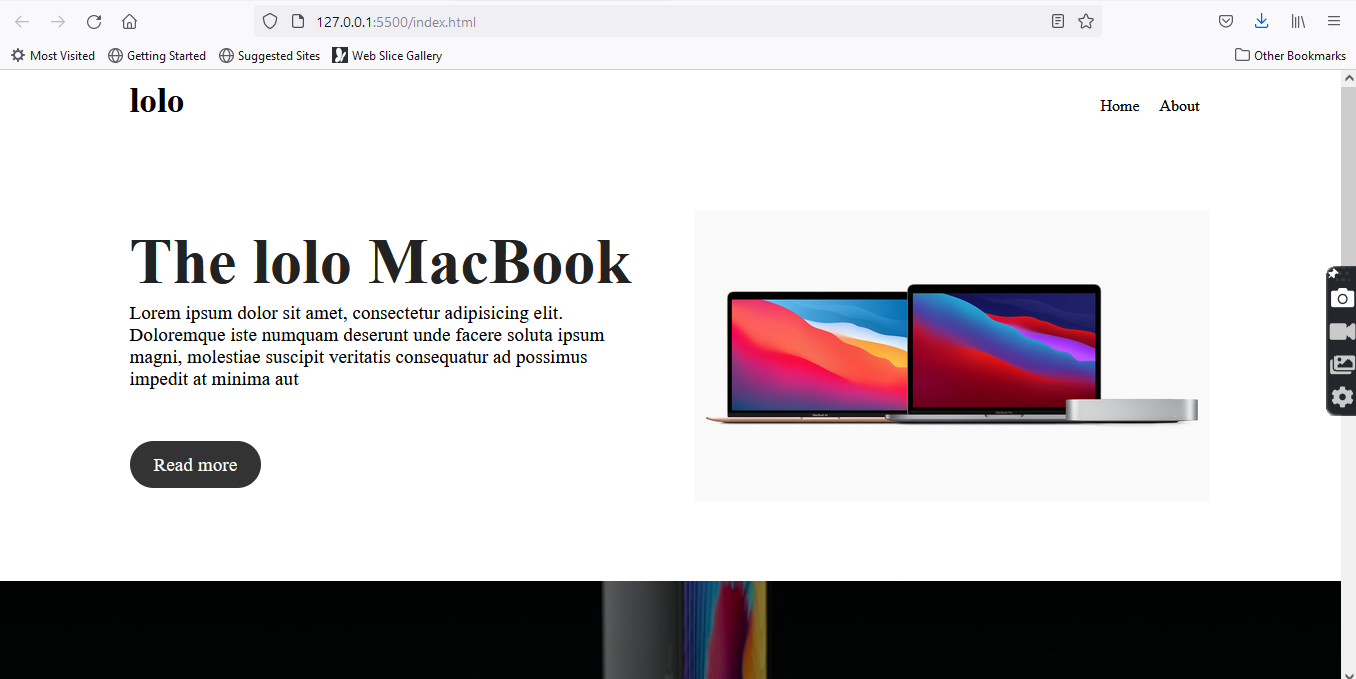 127.0.0.1:5500/index.html
Most Visited Getting Started Suggested Sites Web Slice Gallery Other Bookmarks
lolo
Home About
The lolo MacBook
Lorem ipsum dolor sit amet, consectetur adipisicing elit.
Doloremque iste numquam deserunt unde facere soluta ipsum
magni, molestiae suscipit veritatis consequatur ad possimus
impedit at minima aut
Read more